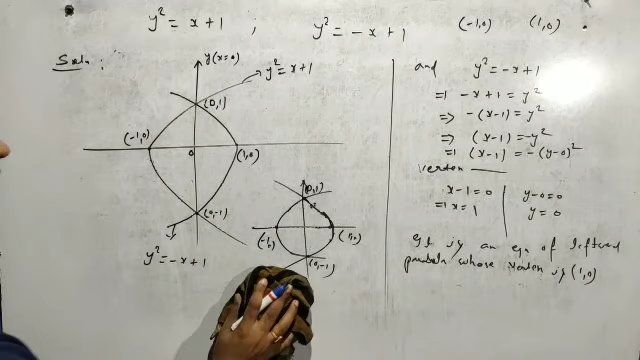 y² = x+1 , y² = -x+1 (-1,0) (1,0)
Soln :
y(x=0)
y² = x+1
(0,1)
(-1,0)
0
(1,0)
(0,-1)
y² = -x+1
(0,1)
(-1,0)
(1,0)
(0,-1)
and y² = -x+1
⇒ -x+1 = y²
⇒ -(x-1) = y²
⇒ (x-1) = -y²
⇒ (x-1) = -(y-0)²
Vertex
x-1=0 y-0=0
⇒ x=1 y=0
It is an eqn of leftward
parabola whose vertex is (1,0)